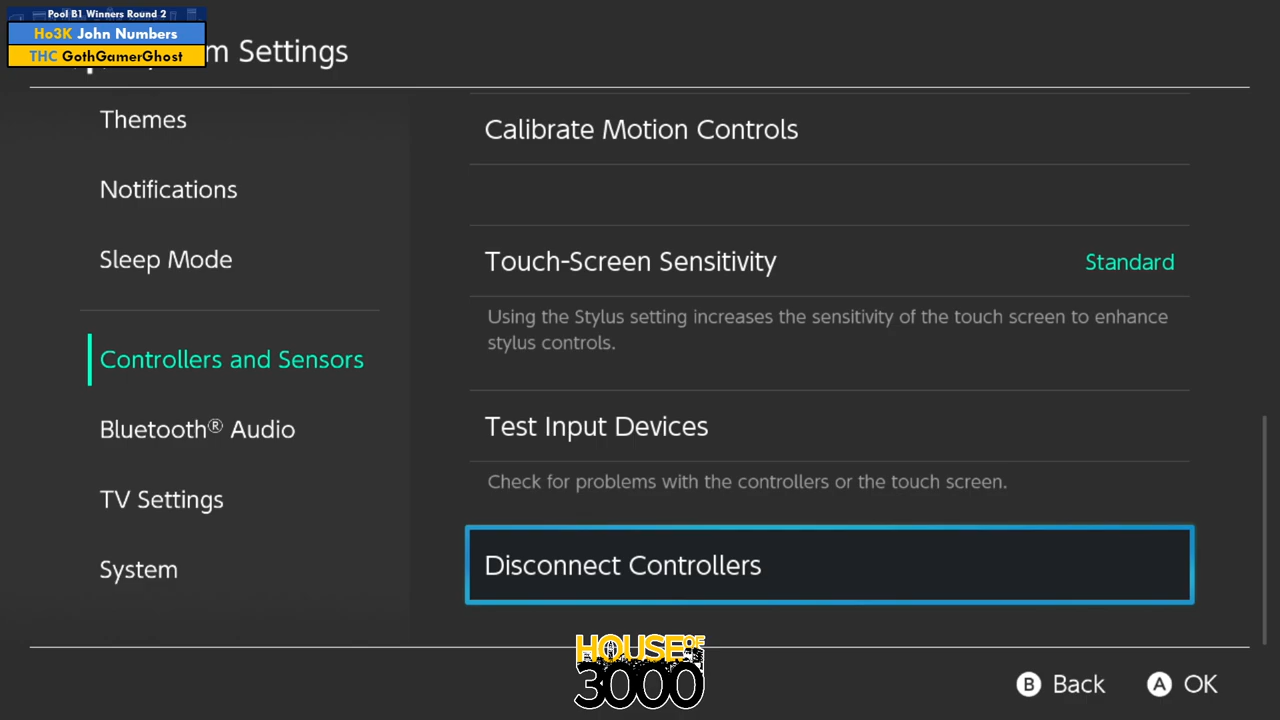 Pool B1 Winners Round 2
Ho3K John Numbers
THC GothGamerGhost
m Settings
Themes
Notifications
Sleep Mode
Controllers and Sensors
Bluetooth® Audio
TV Settings
System
Calibrate Motion Controls
Touch-Screen Sensitivity Standard
Using the Stylus setting increases the sensitivity of the touch screen to enhance
stylus controls.
Test Input Devices
Check for problems with the controllers or the touch screen.
Disconnect Controllers
HOUSE OF
3000
B Back A OK